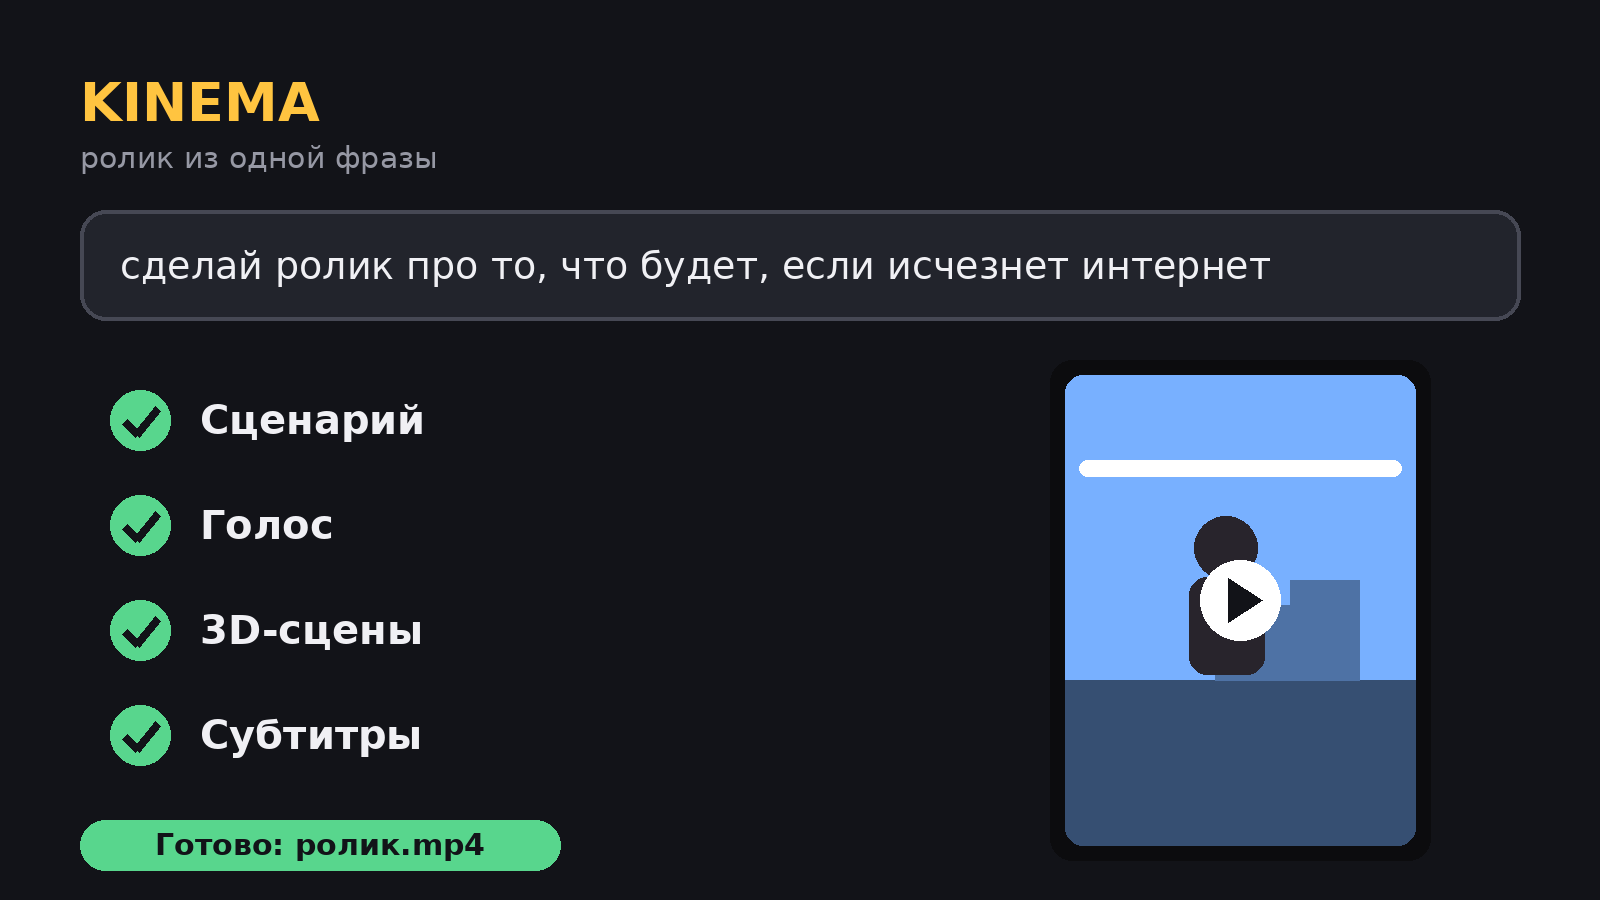 KINEMA
ролик из одной фразы
сделай ролик про то, что будет, если исчезнет интернет
Сценарий
Голос
3D-сцены
Субтитры
Готово: ролик.mp4